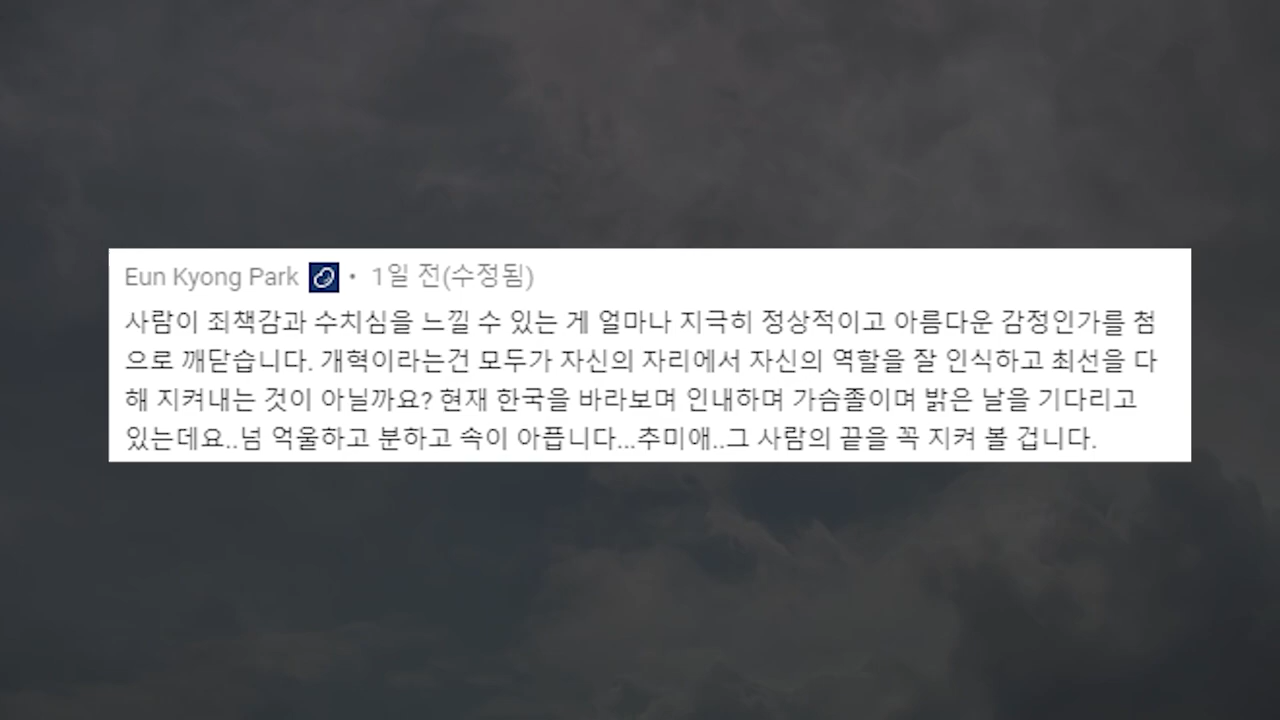 Eun Kyong Park • 1일 전(수정됨)
사람이 죄책감과 수치심을 느낄 수 있는 게 얼마나 지극히 정상적이고 아름다운 감정인가를 첨
으로 깨닫습니다. 개혁이라는건 모두가 자신의 자리에서 자신의 역할을 잘 인식하고 최선을 다
해 지켜내는 것이 아닐까요? 현재 한국을 바라보며 인내하며 가슴졸이며 밝은 날을 기다리고
있는데요..넘 억울하고 분하고 속이 아픕니다...추미애..그 사람의 끝을 꼭 지켜 볼 겁니다.